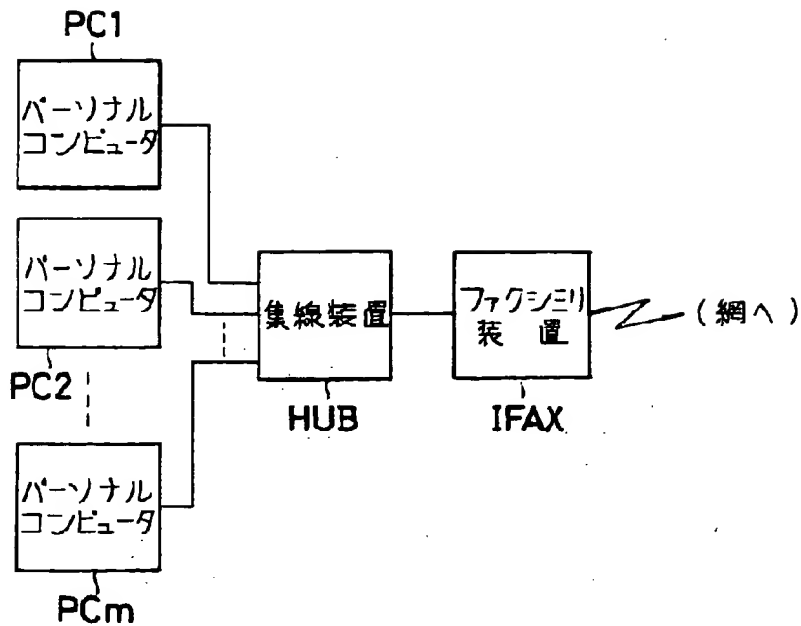 PC1
パーソナル
コンピュータ
パーソナル
コンピュータ
PC2
集線装置
HUB
ファクシミリ
装置
IFAX
(網へ)
パーソナル
コンピュータ
PCm